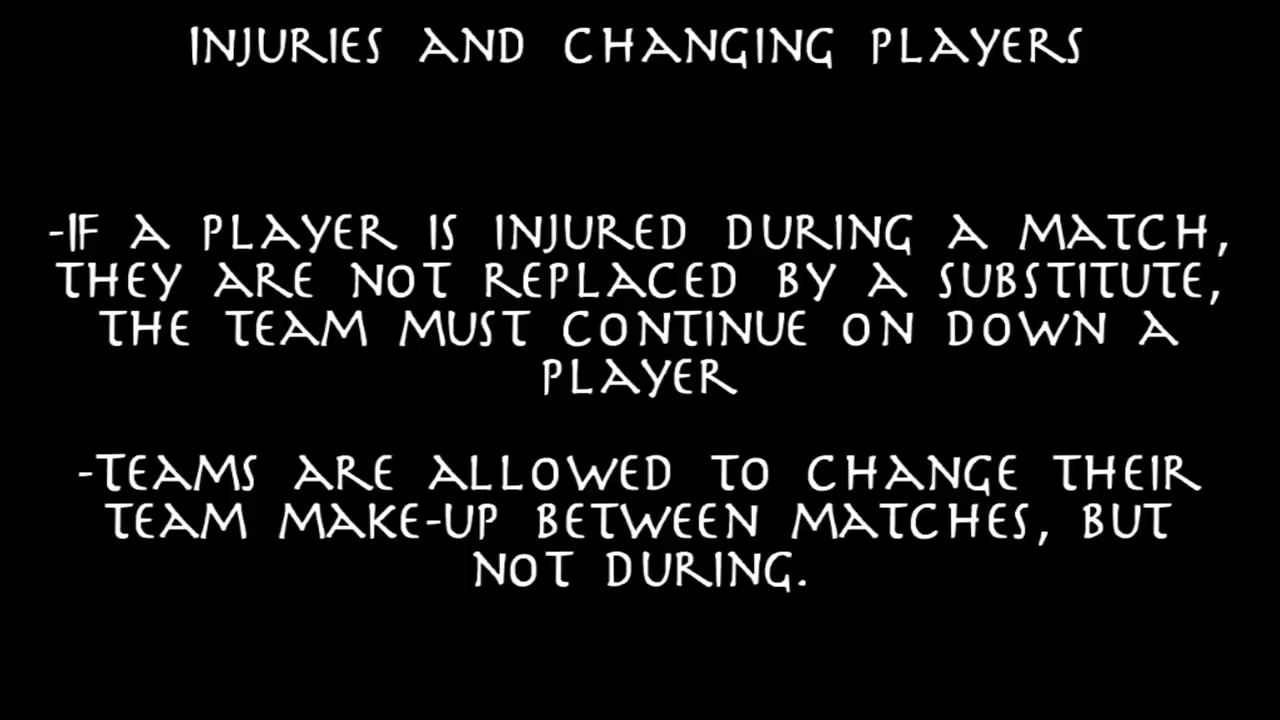 Injuries and Changing Players
-If a player is injured during a match,
they are not replaced by a substitute,
the team must continue on down a
player
-Teams are allowed to change their
team make-up between matches, but
not during.